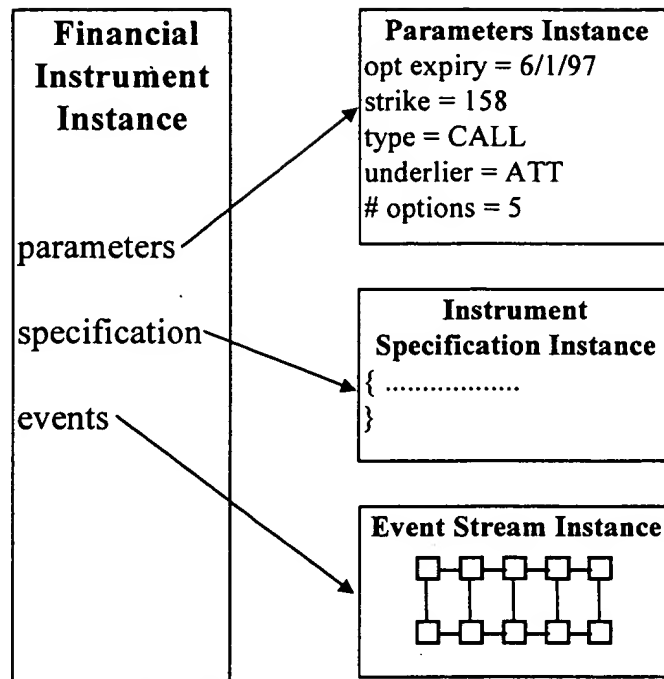 Financial
Instrument
Instance
parameters
specification
events
Parameters Instance
opt expiry = 6/1/97
strike = 158
type = CALL
underlier = ATT
# options = 5
Instrument
Specification Instance
{ ..................
}
Event Stream Instance